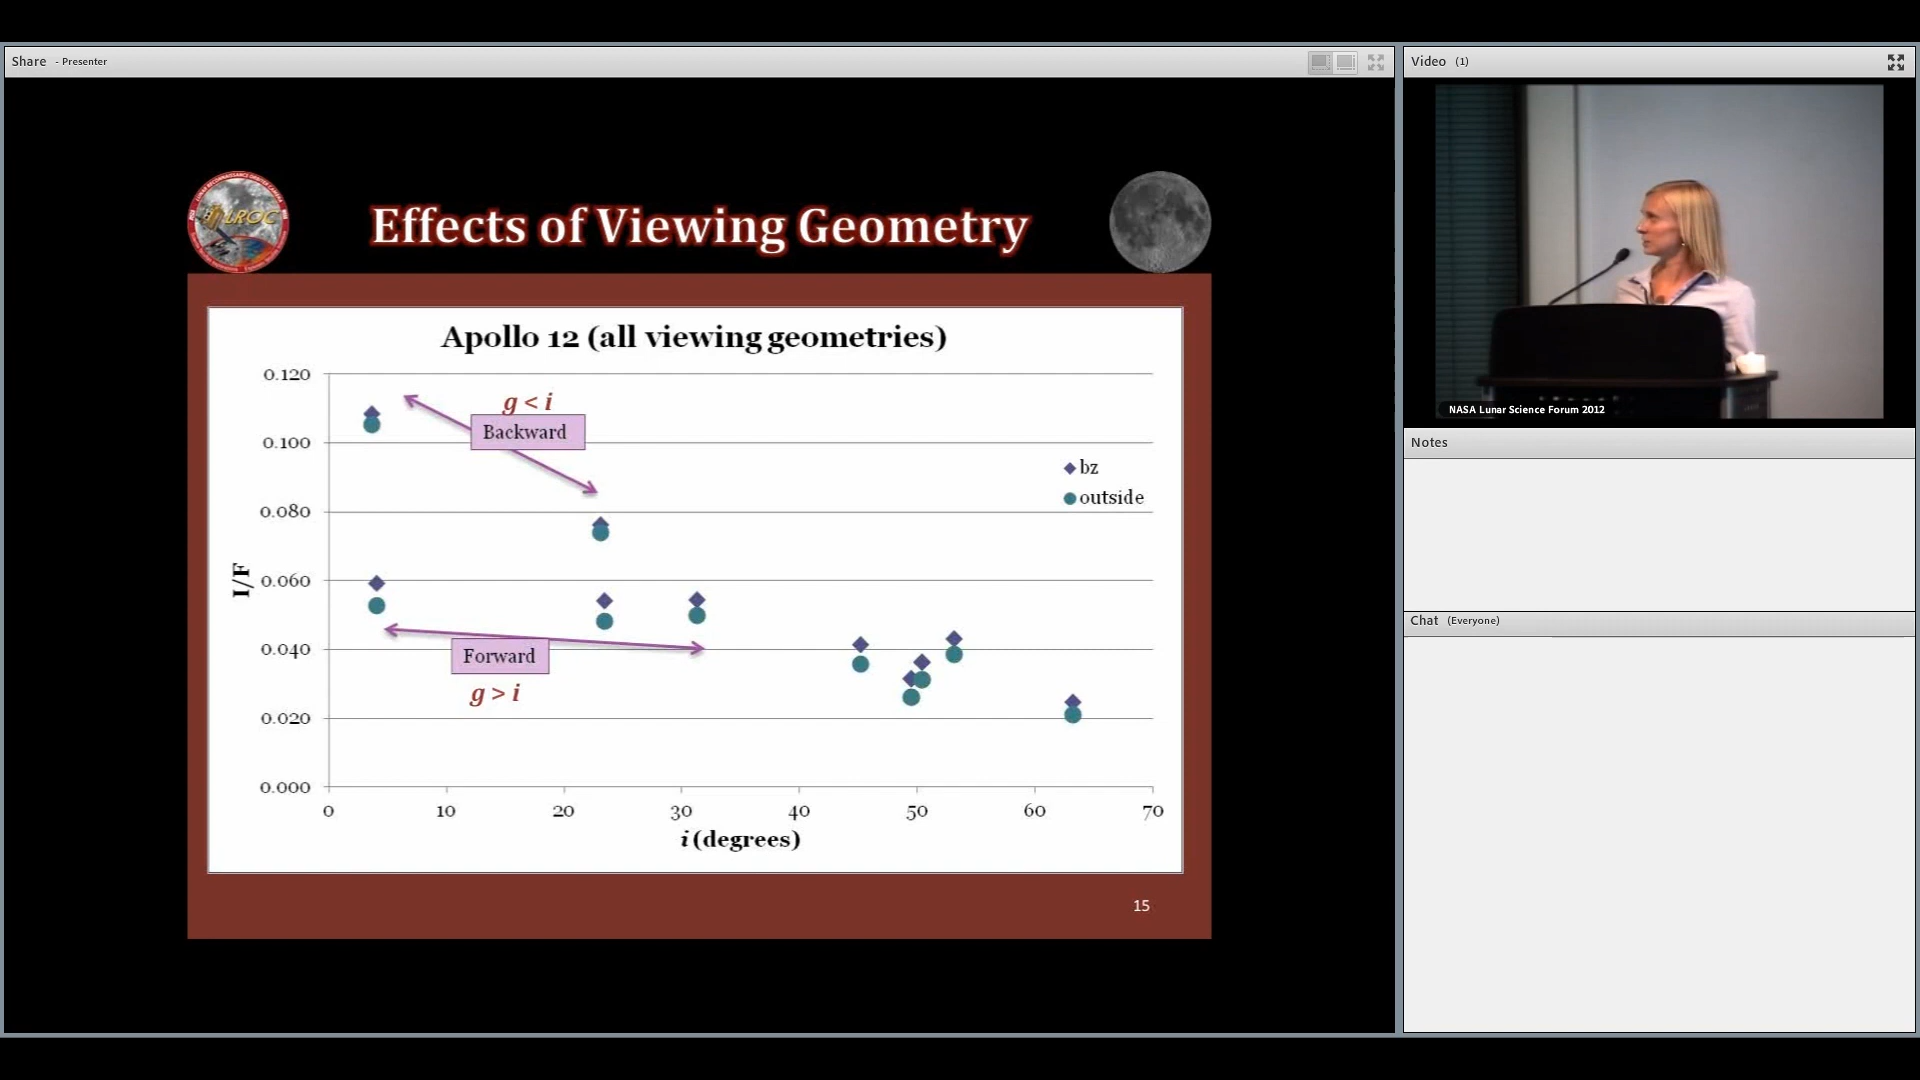 Share - Presenter
Video (1)
LROC
Effects of Viewing Geometry
Apollo 12 (all viewing geometries)
0.120
0.100
0.080
0.060
0.040
0.020
0.000
I/F
g < i
Backward
bz
outside
Forward
g > i
0 10 20 30 40 50 60 70
i (degrees)
15
NASA Lunar Science Forum 2012
Notes
Chat (Everyone)